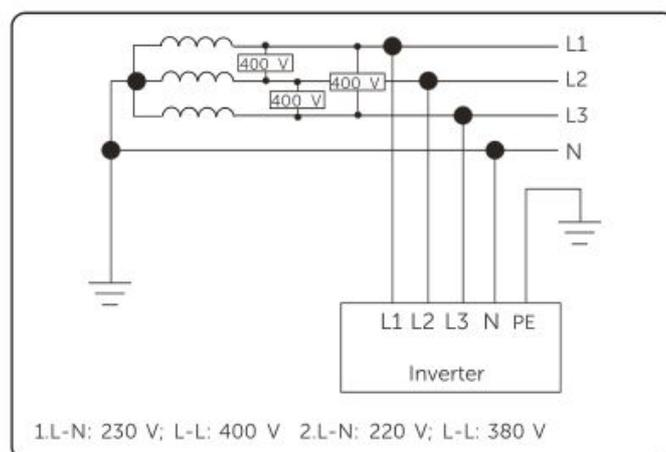 L1
400 V
L2
400 V
400 V
L3
N
L1 L2 L3 N PE
Inverter
1.L-N: 230 V; L-L: 400 V 2.L-N: 220 V; L-L: 380 V